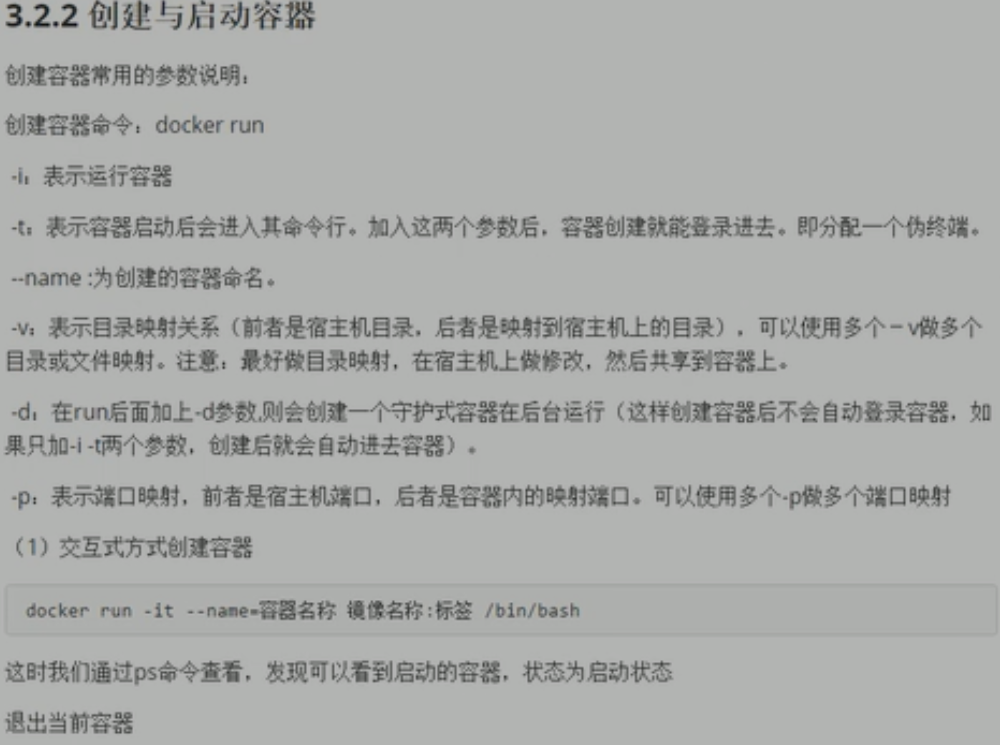 3.2.2 创建与启动容器
创建容器常用的参数说明：
创建容器命令：docker run
-i：表示运行容器
-t：表示容器启动后会进入其命令行。加入这两个参数后，容器创建就能登录进去。即分配一个伪终端。
--name :为创建的容器命名。
-v：表示目录映射关系（前者是宿主机目录，后者是映射到宿主机上的目录），可以使用多个－v做多个
目录或文件映射。注意：最好做目录映射，在宿主机上做修改，然后共享到容器上。
-d：在run后面加上-d参数,则会创建一个守护式容器在后台运行（这样创建容器后不会自动登录容器，如
果只加-i -t两个参数，创建后就会自动进去容器）。
-p：表示端口映射，前者是宿主机端口，后者是容器内的映射端口。可以使用多个-p做多个端口映射
（1）交互式方式创建容器
docker run -it --name=容器名称 镜像名称:标签 /bin/bash
这时我们通过ps命令查看，发现可以看到启动的容器，状态为启动状态
退出当前容器